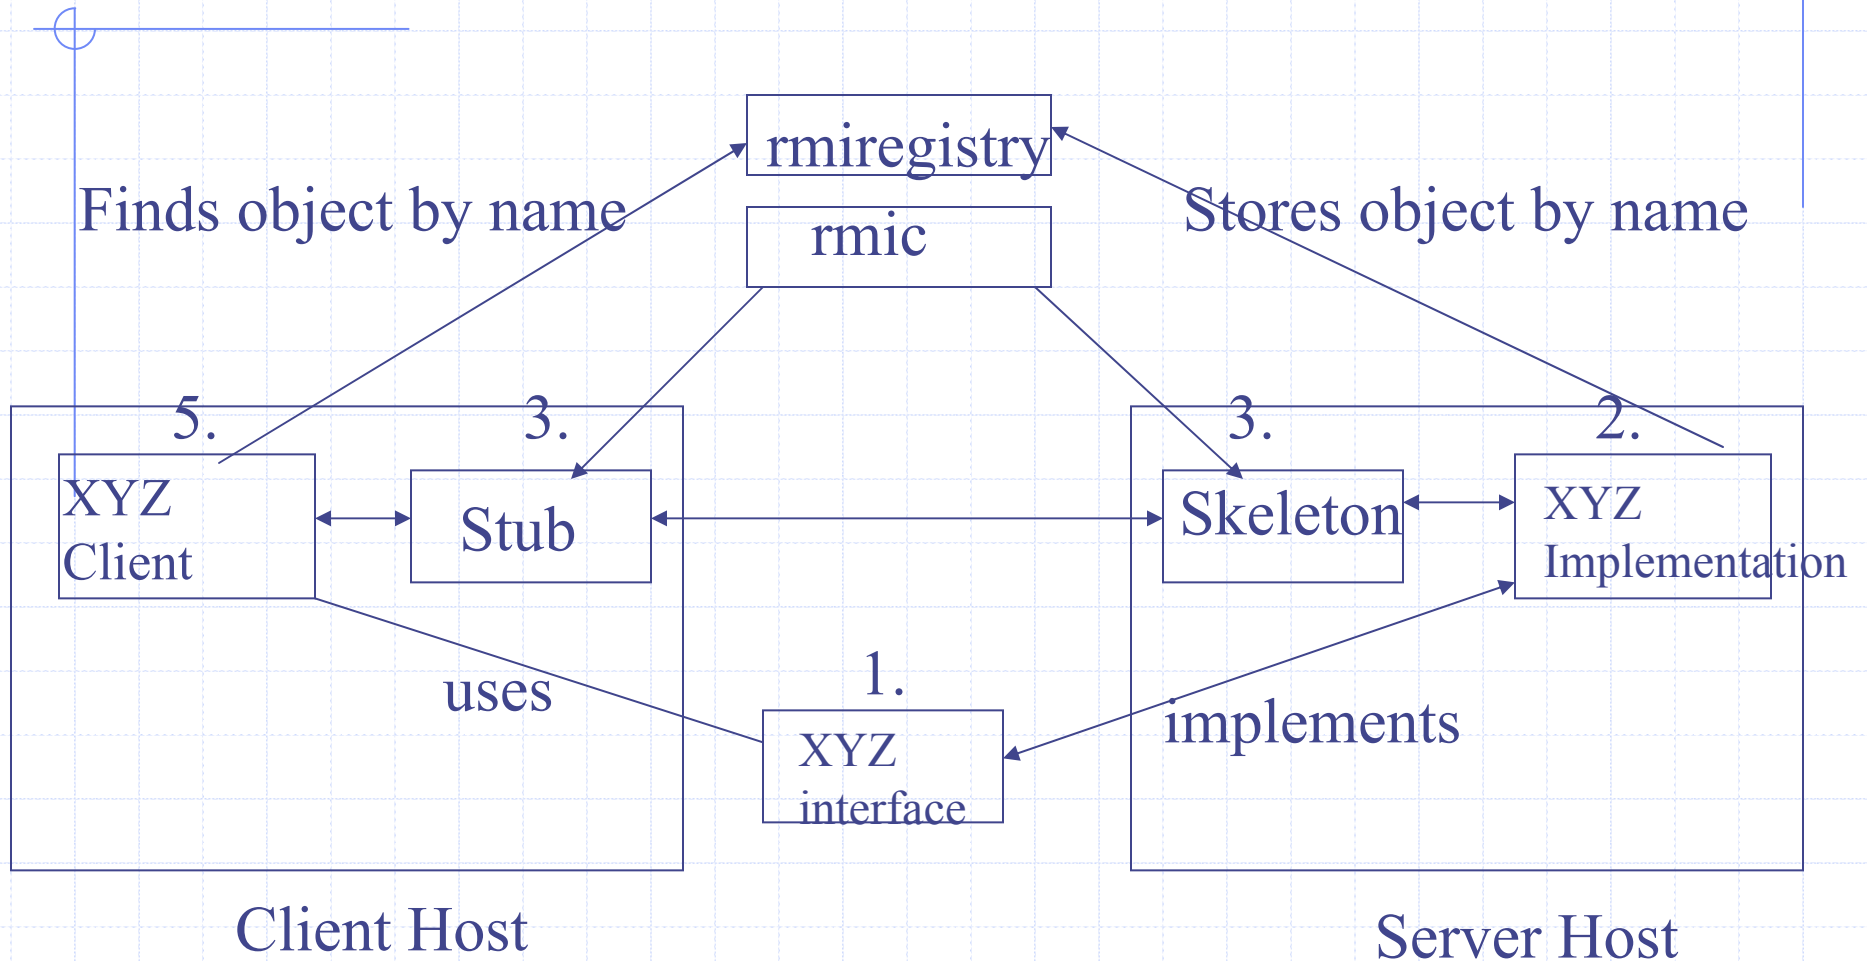 rmiregistry
Finds object by name
Stores object by name
rmic
5.
3.
3.
2.
XYZ
Client
Stub
Skeleton
XYZ
Implementation
uses
1.
implements
XYZ
interface
Client Host
Server Host